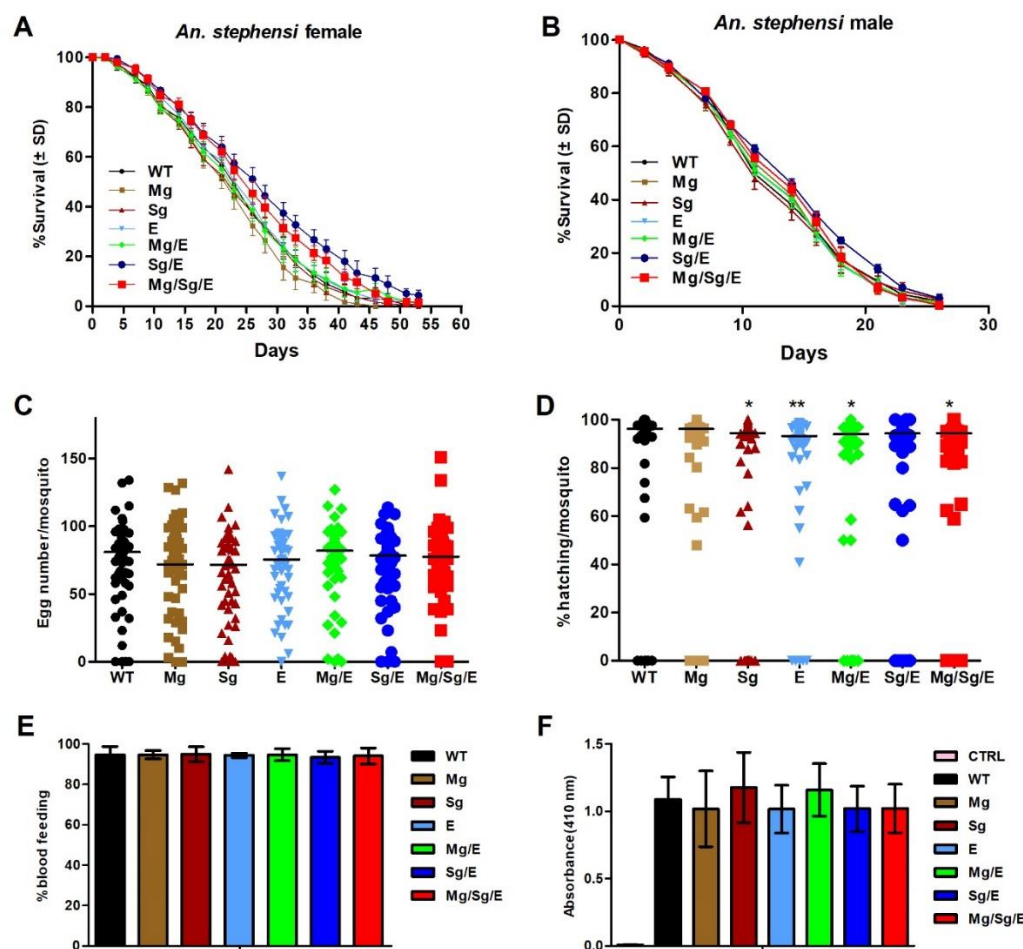 A
An. stephensi female
%Survival (± SD)
100
80
60
40
20
0
WT
Mg
Sg
E
Mg/E
Sg/E
Mg/Sg/E
0 5 10 15 20 25 30 35 40 45 50 55 60
Days
B
An. stephensi male
%Survival (± SD)
100
80
60
40
20
0
WT
Mg
Sg
E
Mg/E
Sg/E
Mg/Sg/E
0 10 20 30
Days
C
Egg number/mosquito
150
100
50
0
WT Mg Sg E Mg/E Sg/E Mg/Sg/E
D
%hatching/mosquito
* ** * *
100
80
60
40
20
0
WT Mg Sg E Mg/E Sg/E Mg/Sg/E
E
%blood feeding
100
80
60
40
20
0
WT
Mg
Sg
E
Mg/E
Sg/E
Mg/Sg/E
F
Absorbance (410 nm)
1.5
1.0
0.5
0.0
CTRL
WT
Mg
Sg
E
Mg/E
Sg/E
Mg/Sg/E